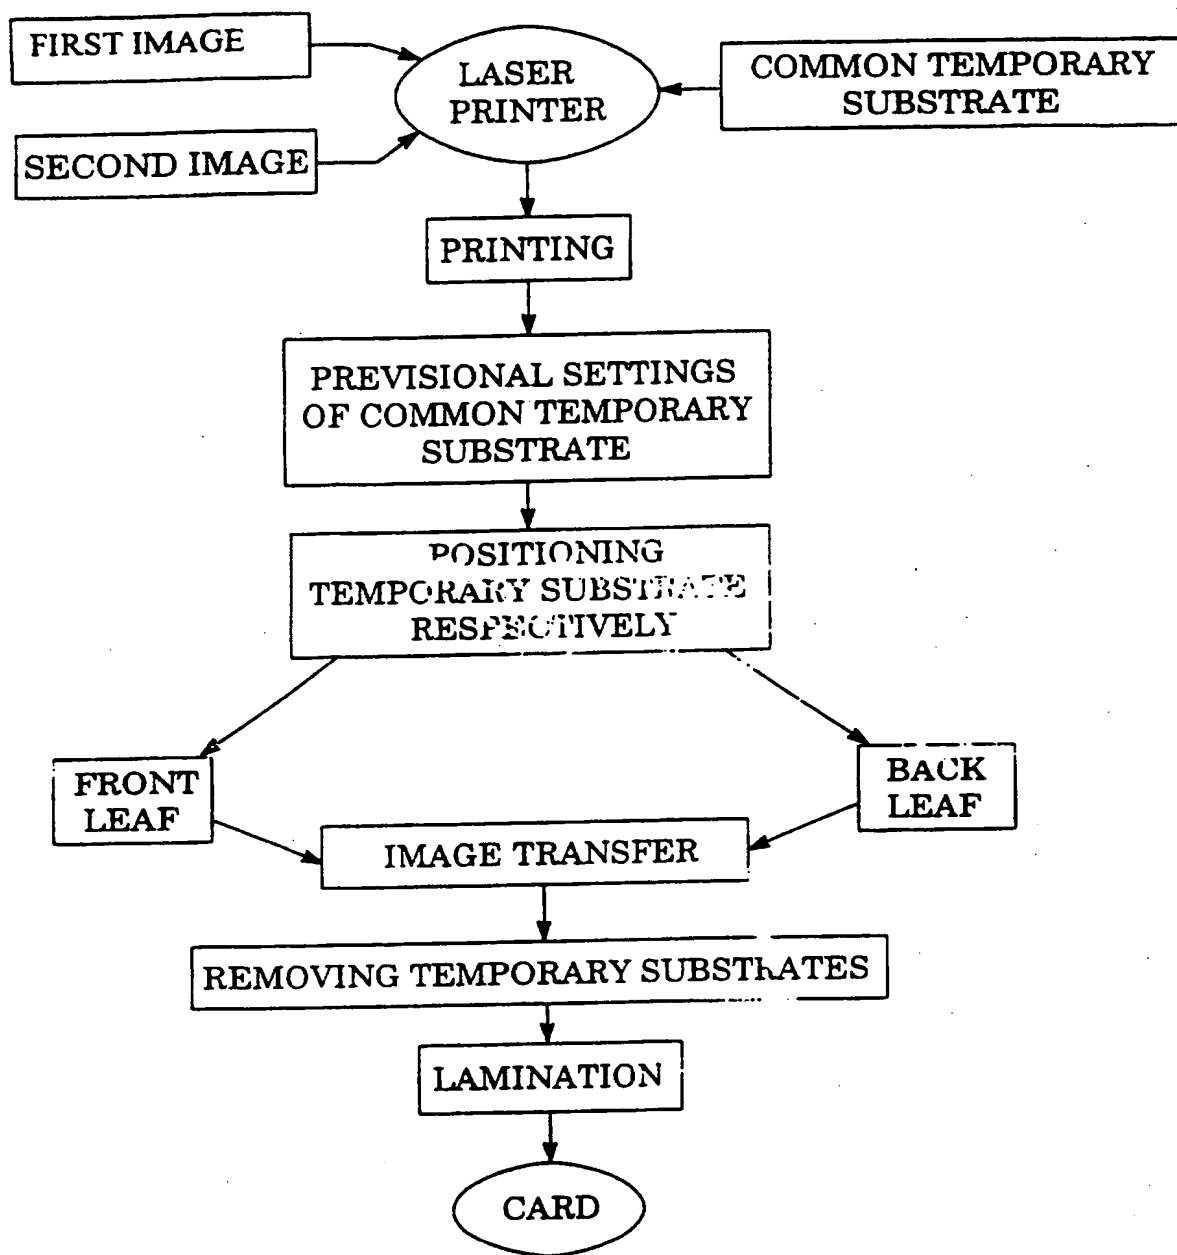 FIRST IMAGE
LASER
PRINTER
COMMON TEMPORARY
SUBSTRATE
SECOND IMAGE
PRINTING
PREVISIONAL SETTINGS
OF COMMON TEMPORARY
SUBSTRATE
POSITIONING
TEMPORARY SUBSTRATE
RESPECTIVELY
FRONT
LEAF
BACK
LEAF
IMAGE TRANSFER
REMOVING TEMPORARY SUBSTRATES
LAMINATION
CARD